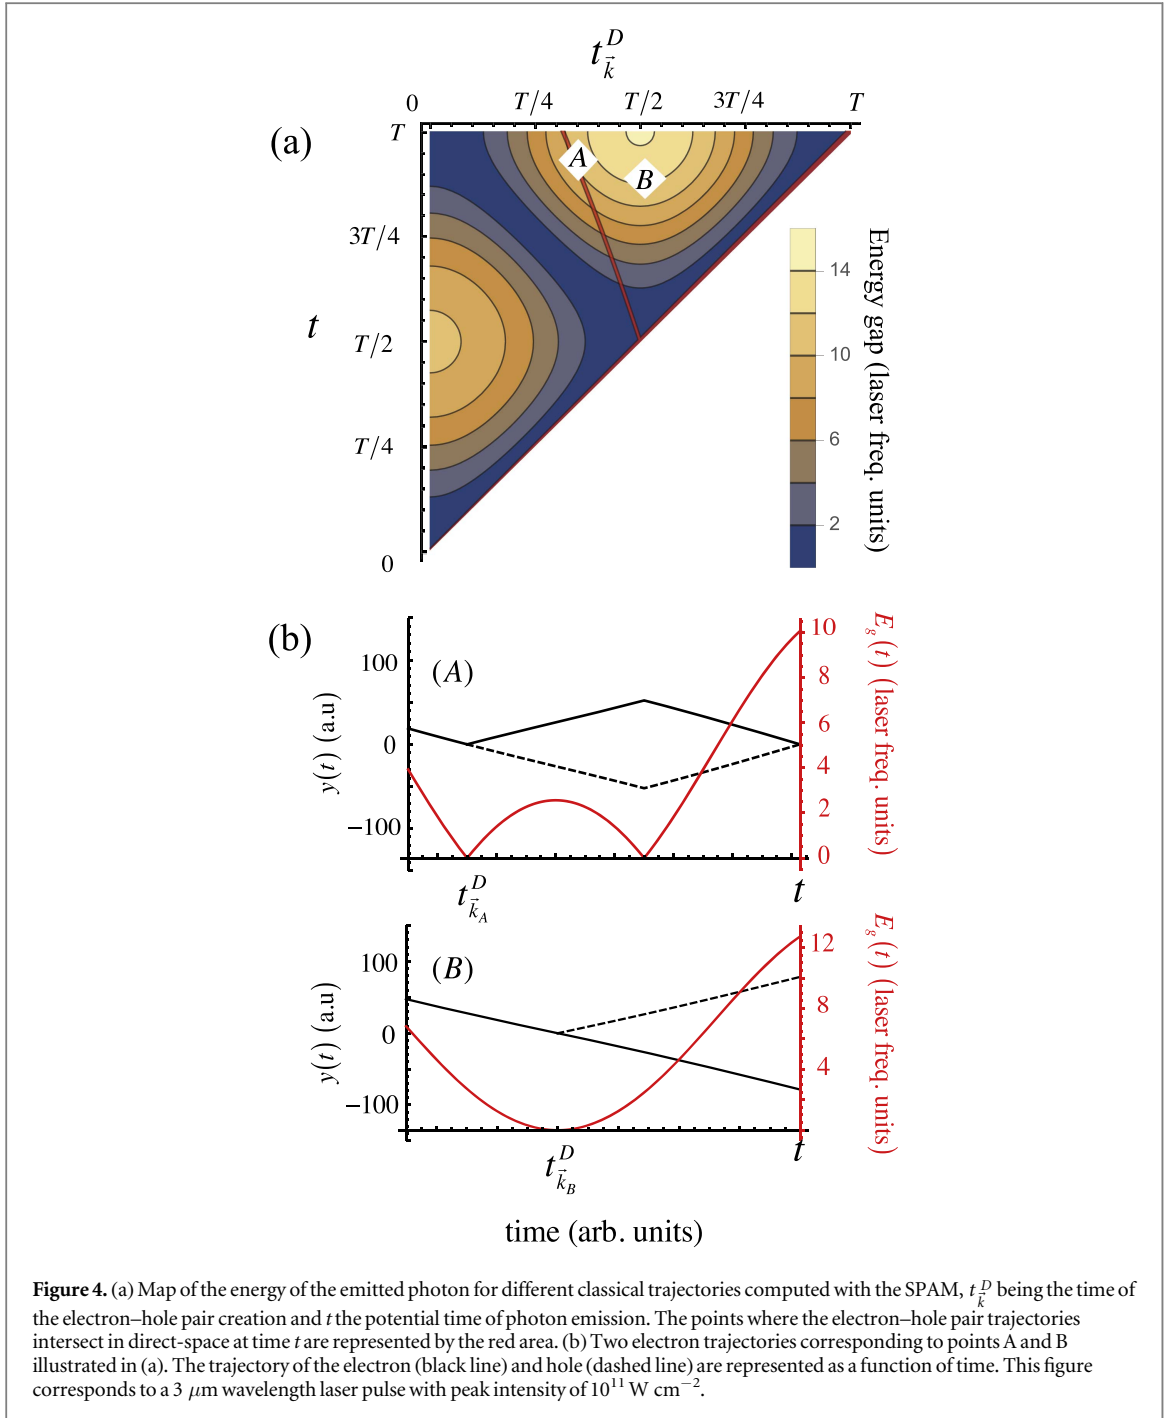 t_k⃗^D
0 T/4 T/2 3T/4 T
(a)
T
A
B
3T/4
t
T/2
T/4
0
14
10
6
2
Energy gap (laser freq. units)
(b)
(A)
100
0
−100
y(t) (a.u)
10
8
6
4
2
0
E_g(t) (laser freq. units)
t_k⃗_A^D
t
(B)
100
0
−100
y(t) (a.u)
12
8
4
E_g(t) (laser freq. units)
t_k⃗_B^D
t
time (arb. units)
Figure 4. (a) Map of the energy of the emitted photon for different classical trajectories computed with the SPAM, t_k⃗^D being the time of
the electron–hole pair creation and t the potential time of photon emission. The points where the electron–hole pair trajectories
intersect in direct-space at time t are represented by the red area. (b) Two electron trajectories corresponding to points A and B
illustrated in (a). The trajectory of the electron (black line) and hole (dashed line) are represented as a function of time. This figure
corresponds to a 3 μm wavelength laser pulse with peak intensity of 10¹¹ W cm⁻².